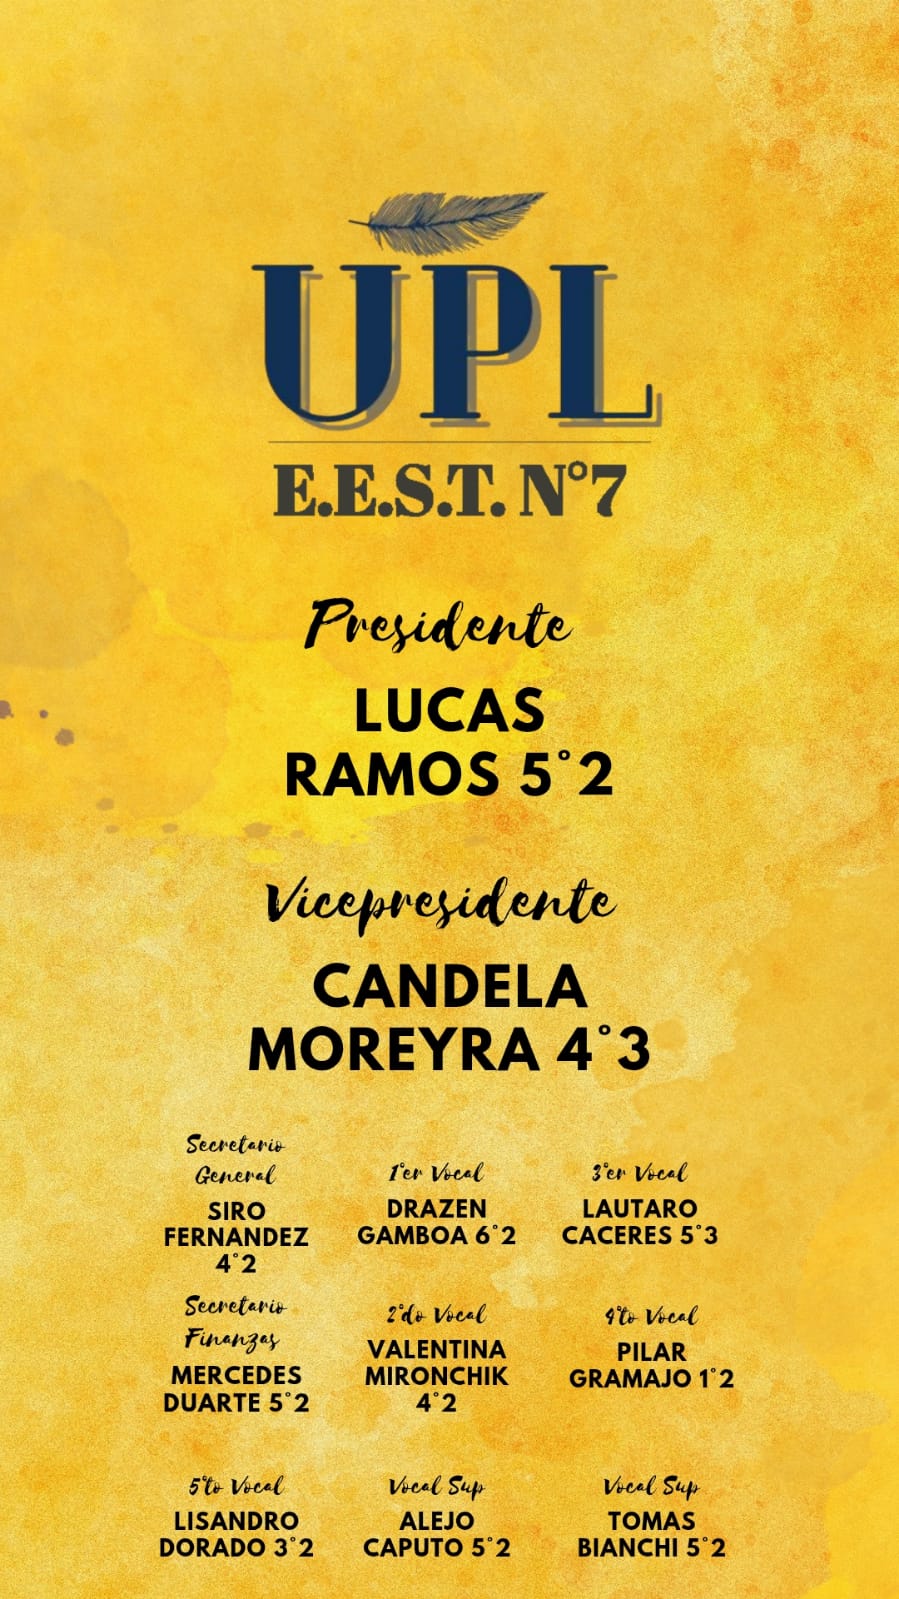 UPL
E.E.S.T. N°7
Presidente
LUCAS
RAMOS 5°2
Vicepresidente
CANDELA
MOREYRA 4°3
Secretario
General
SIRO
FERNANDEZ
4°2
1°er Vocal
DRAZEN
GAMBOA 6°2
3°er Vocal
LAUTARO
CACERES 5°3
Secretario
Finanzas
MERCEDES
DUARTE 5°2
2°do Vocal
VALENTINA
MIRONCHIK
4°2
4°to Vocal
PILAR
GRAMAJO 1°2
5°to Vocal
LISANDRO
DORADO 3°2
Vocal Sup
ALEJO
CAPUTO 5°2
Vocal Sup
TOMAS
BIANCHI 5°2